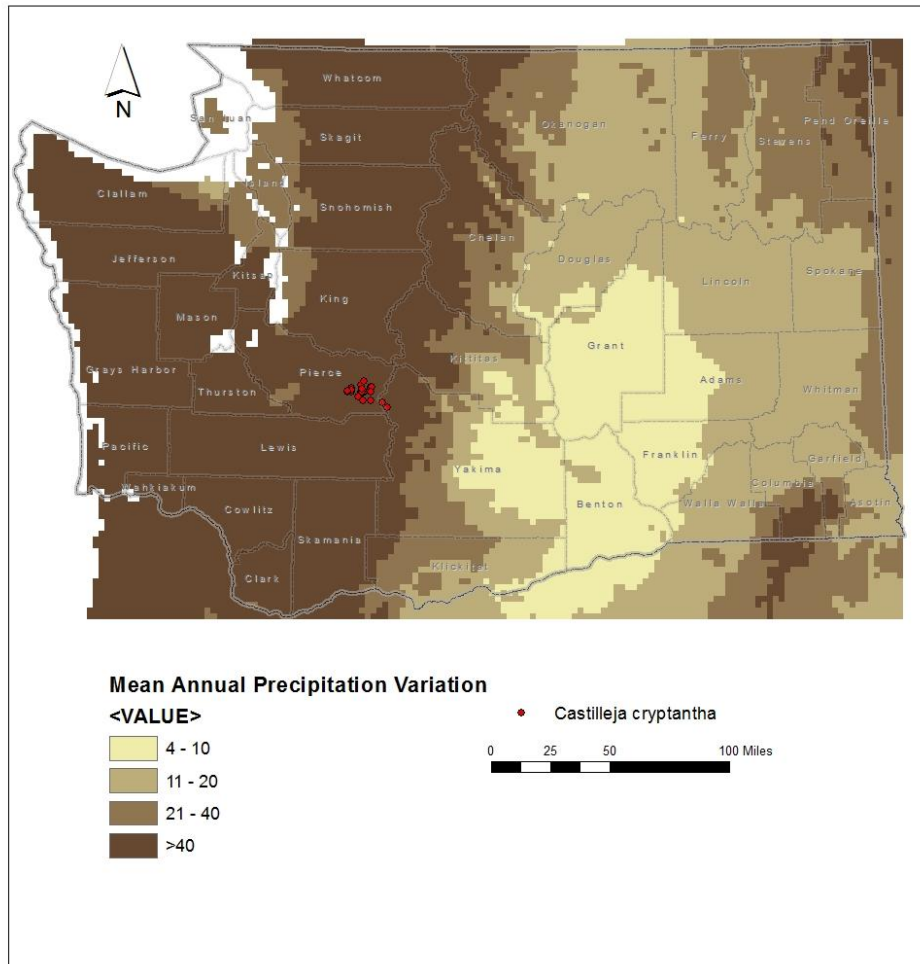 N
Whatcom
San Juan
Okanogan
Ferry
Stevens
Pend Oreille
Skagit
Island
Clallam
Snohomish
Chelan
Jefferson
Kitsap
Douglas
Lincoln
Spokane
King
Mason
Grant
Grays Harbor
Thurston
Pierce
Kittitas
Adams
Whitman
Pacific
Lewis
Yakima
Franklin
Garfield
Wahkiakum
Columbia
Cowlitz
Benton
Walla Walla
Asotin
Skamania
Klickitat
Clark
Mean Annual Precipitation Variation
<VALUE>
4 - 10
11 - 20
21 - 40
>40
Castilleja cryptantha
0 25 50 100 Miles